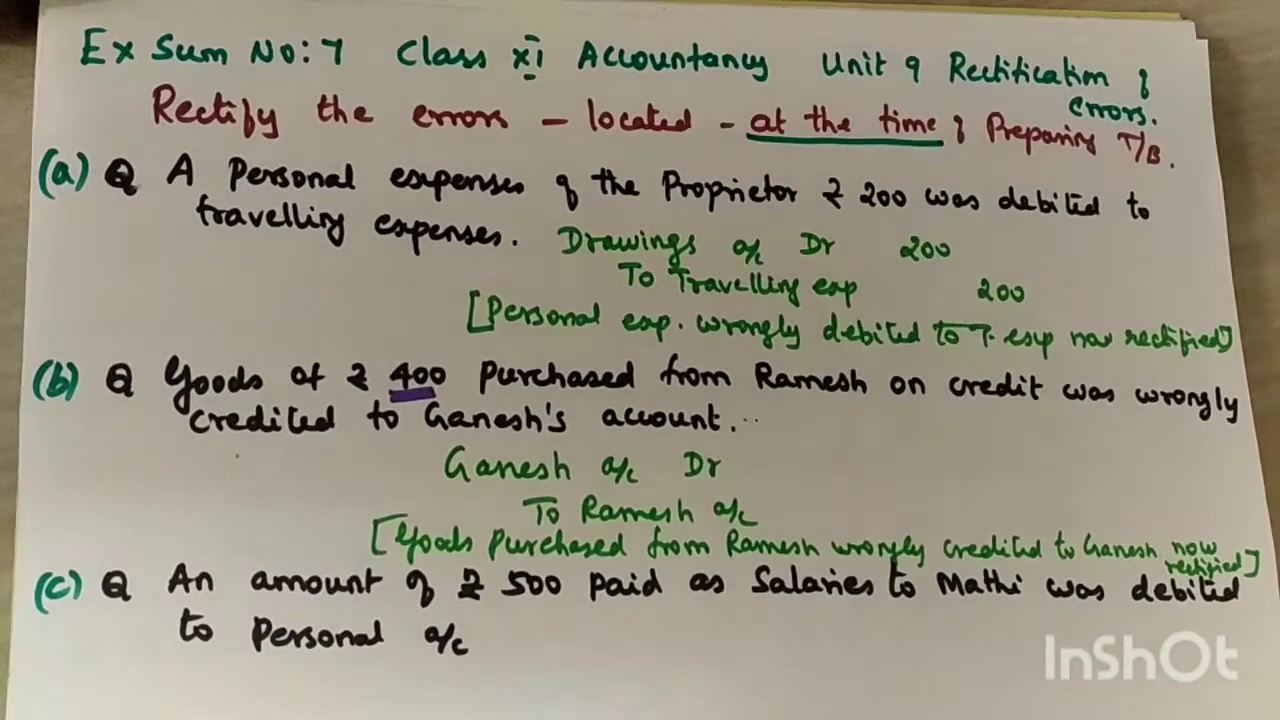 Ex Sum No: 7 Class XI Accountancy Unit 9 Rectification of Errors.
Rectify the errors - located - at the time of Preparing T/B.
(a) Q A Personal expenses of the Proprietor ₹ 200 was debited to
travelling expenses. Drawings a/c Dr 200
To Travelling exp 200
[Personal exp. wrongly debited to T. exp now rectified]
(b) Q Goods of ₹ 400 purchased from Ramesh on credit was wrongly
credited to Ganesh's account...
Ganesh a/c Dr
To Ramesh a/c
[Goods purchased from Ramesh wrongly credited to Ganesh now rectified]
(c) Q An amount of ₹ 500 paid as Salaries to Mathi was debited
to personal a/c
InShOt